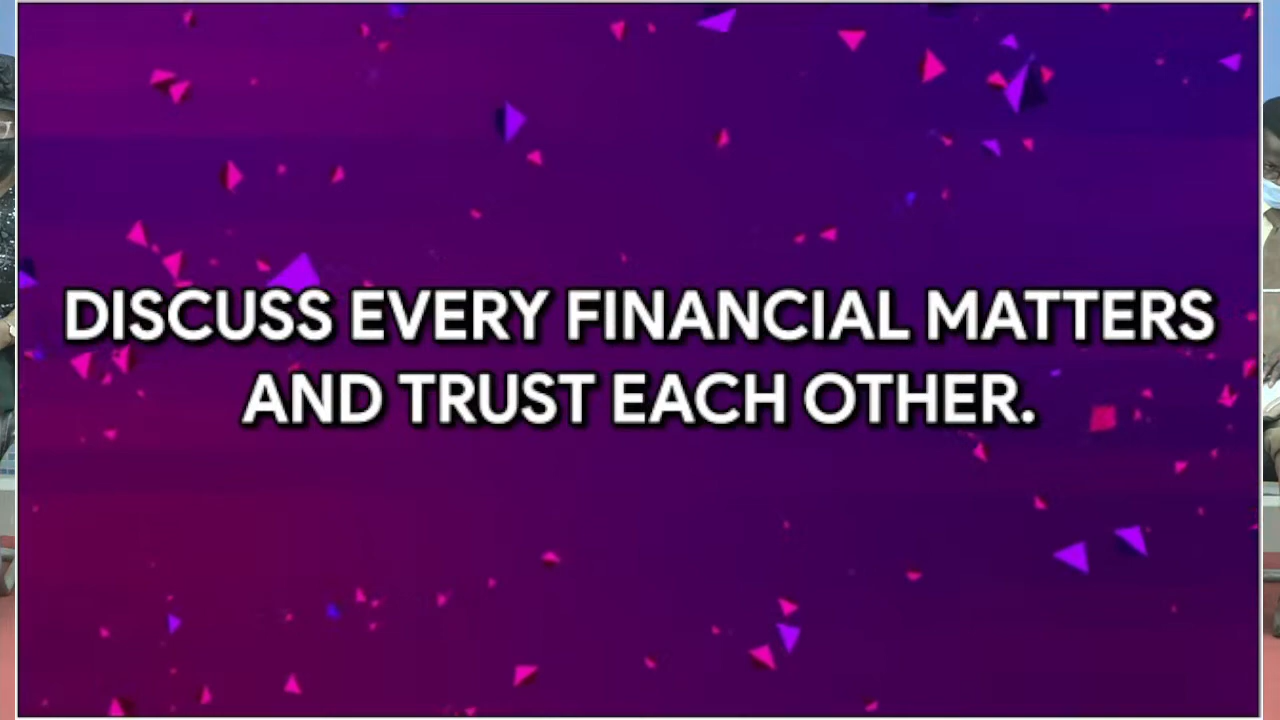 DISCUSS EVERY FINANCIAL MATTERS
AND TRUST EACH OTHER.